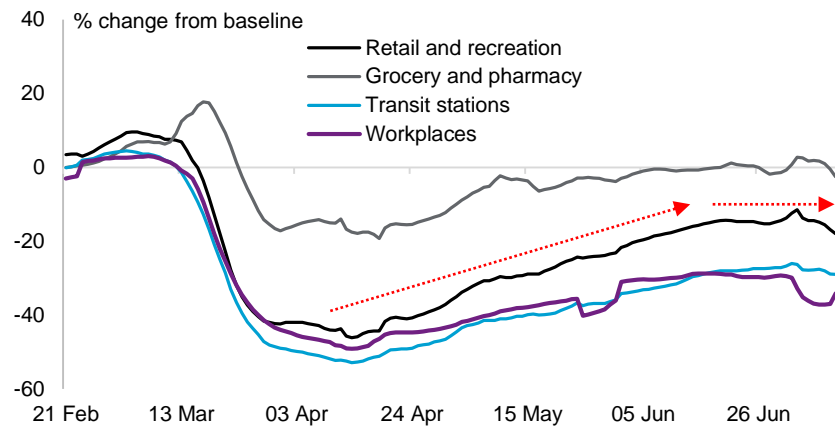 % change from baseline
40
20
0
-20
-40
-60
Retail and recreation
Grocery and pharmacy
Transit stations
Workplaces
21 Feb 13 Mar 03 Apr 24 Apr 15 May 05 Jun 26 Jun